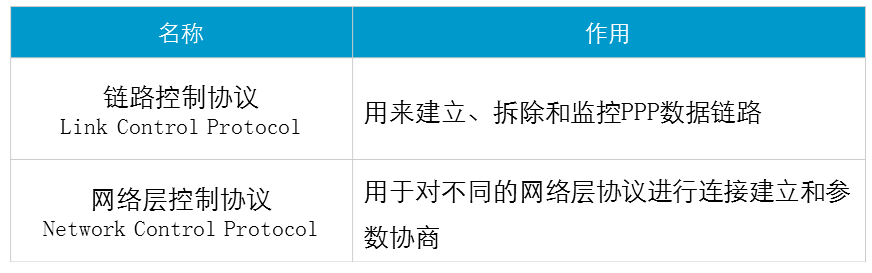 名称
作用
链路控制协议
Link Control Protocol
用来建立、拆除和监控PPP数据链路
网络层控制协议
Network Control Protocol
用于对不同的网络层协议进行连接建立和参
数协商